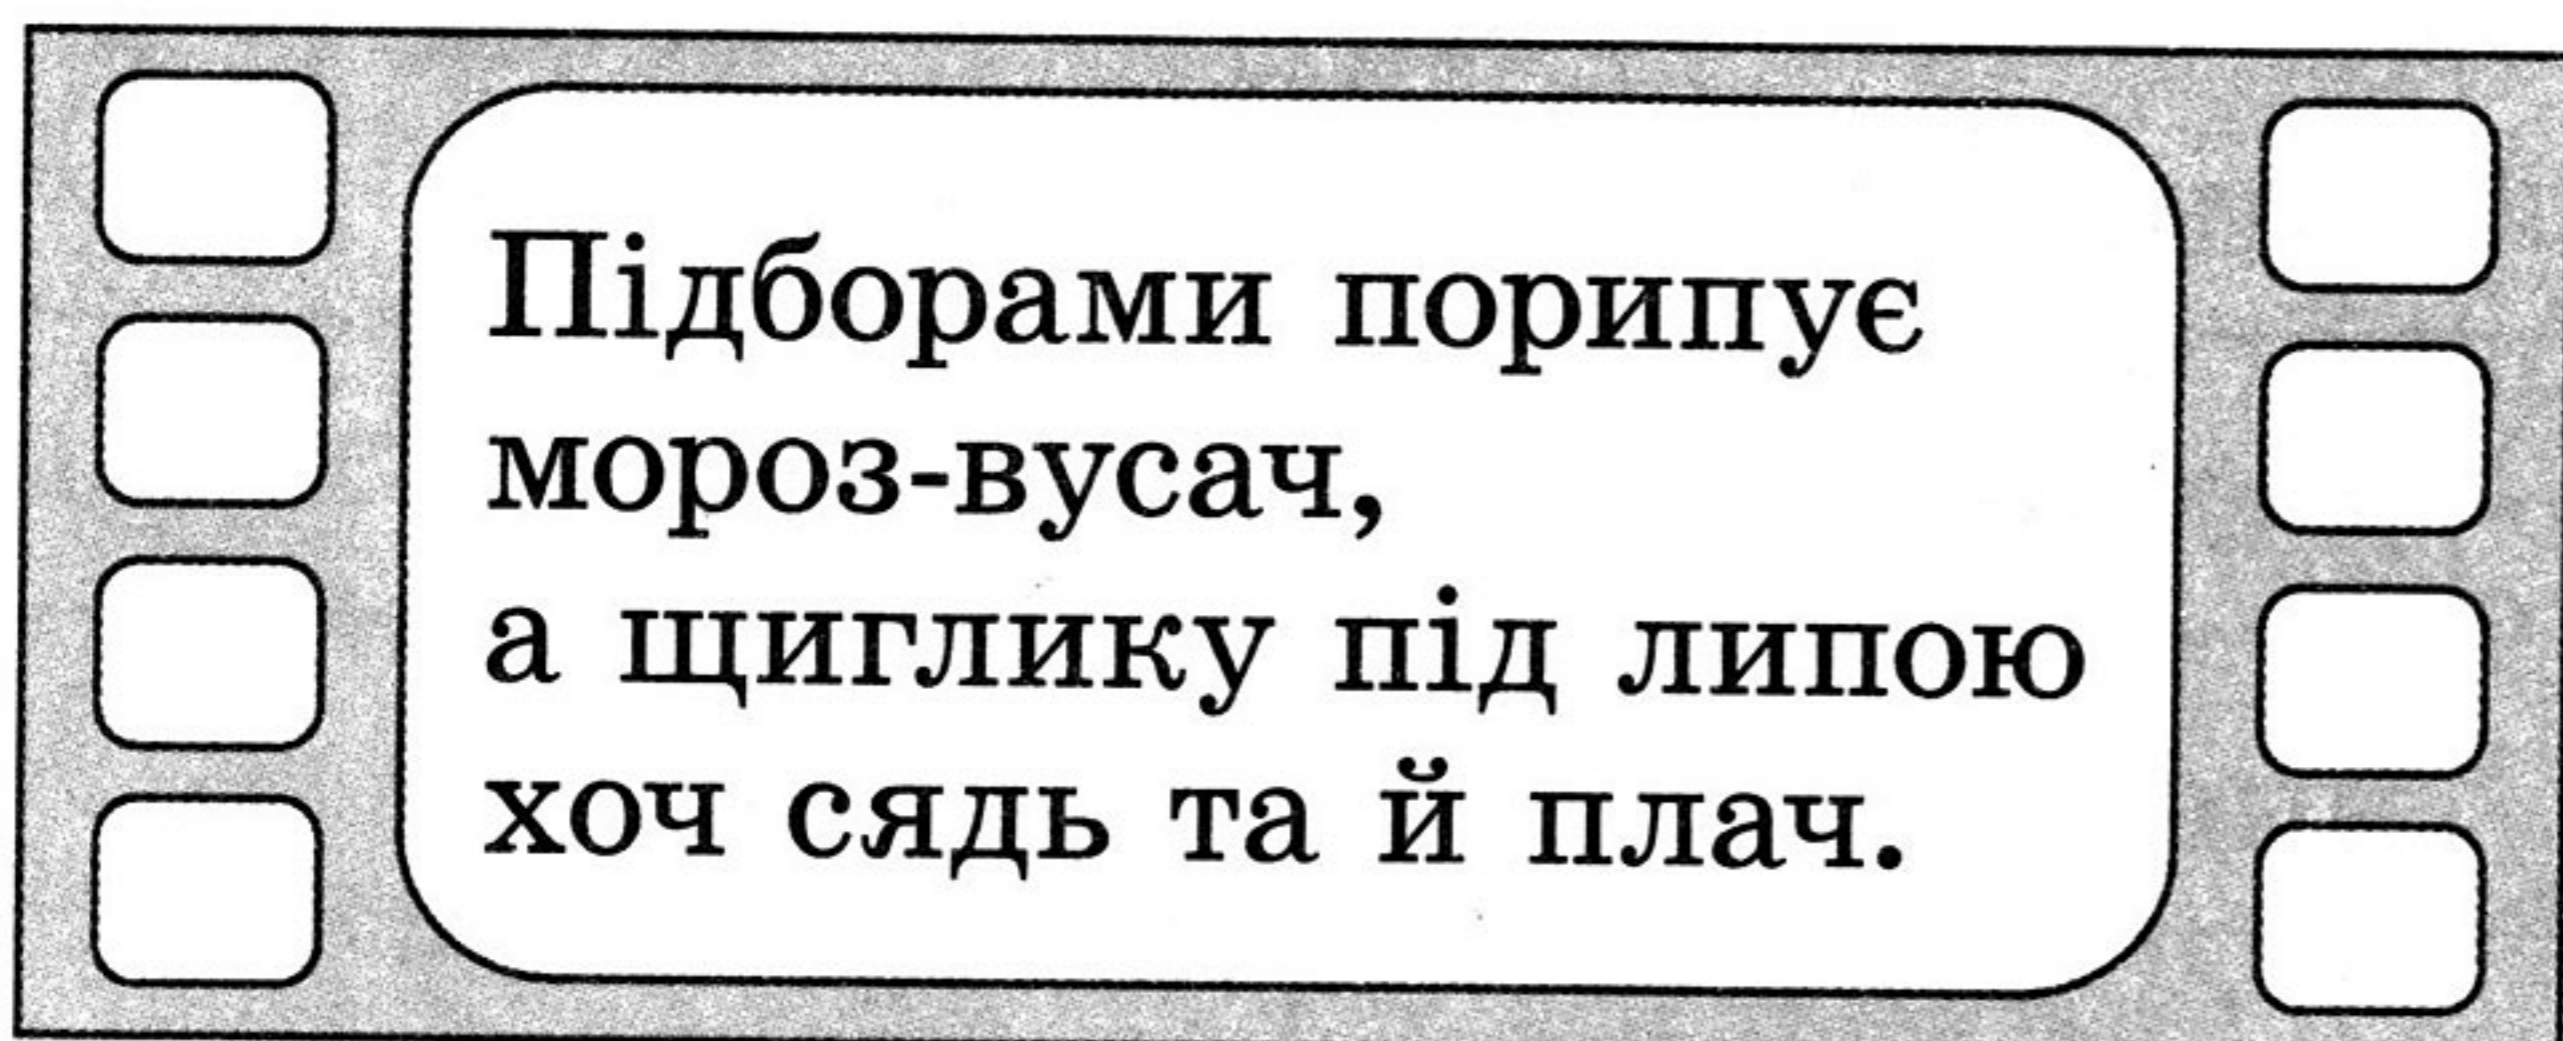 Підборами порипує
мороз-вусач,
а щиглику під липою
хоч сядь та й плач.